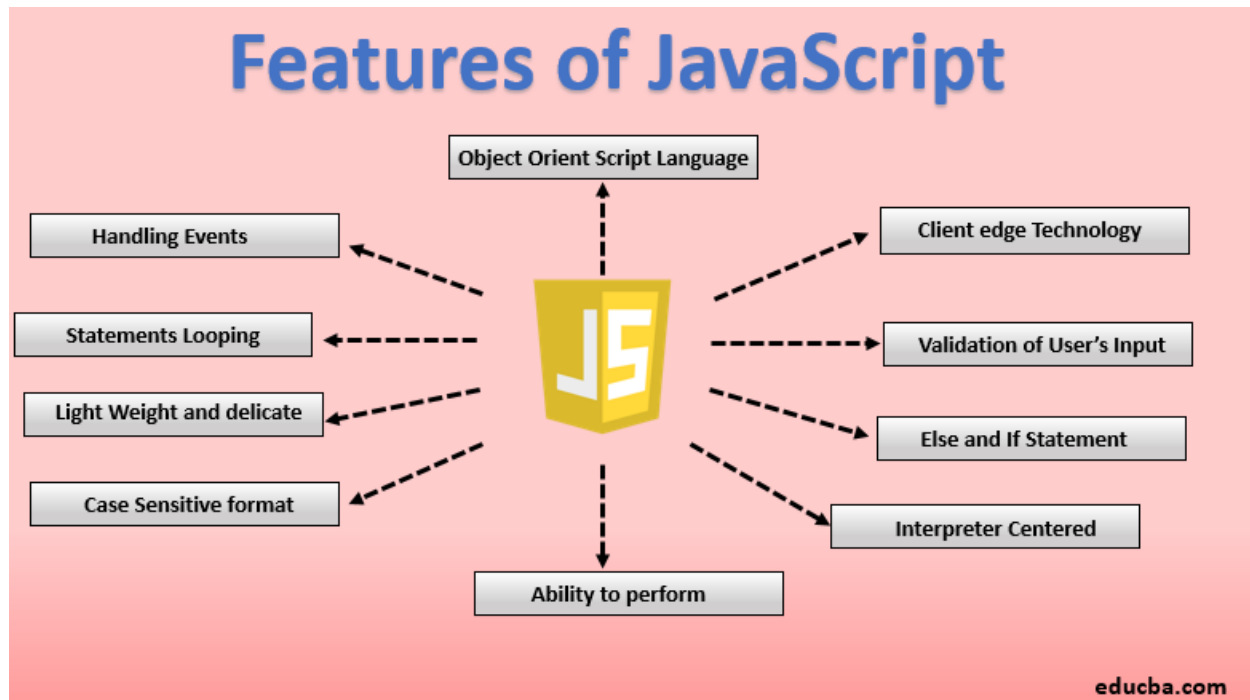 Features of JavaScript
Object Orient Script Language
Handling Events
Client edge Technology
Statements Looping
Validation of User's Input
Light Weight and delicate
Else and If Statement
Case Sensitive format
Interpreter Centered
Ability to perform
JS
educba.com